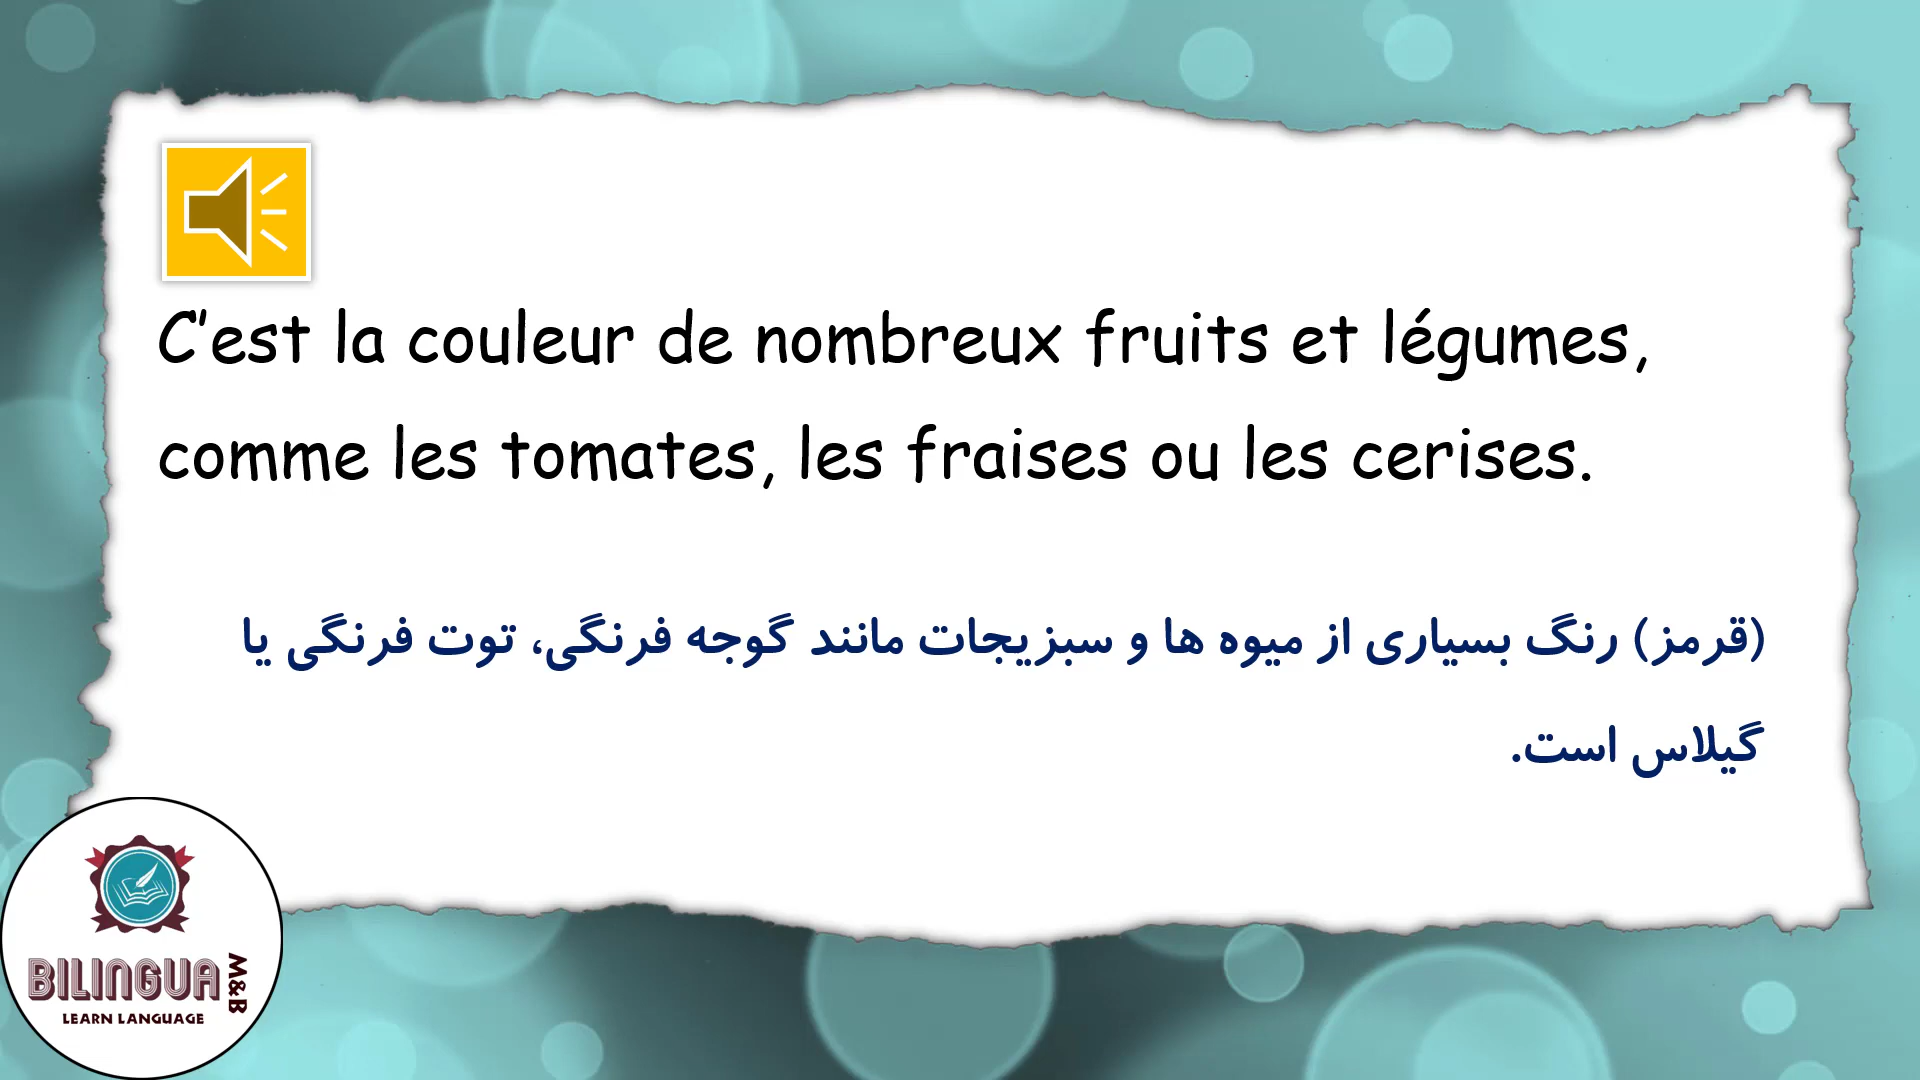 C’est la couleur de nombreux fruits et légumes,
comme les tomates, les fraises ou les cerises.
(قرمز) رنگ بسیاری از میوه ها و سبزیجات مانند گوجه فرنگی، توت فرنگی یا
گیلاس است.
BILINGUA
M&B
LEARN LANGUAGE